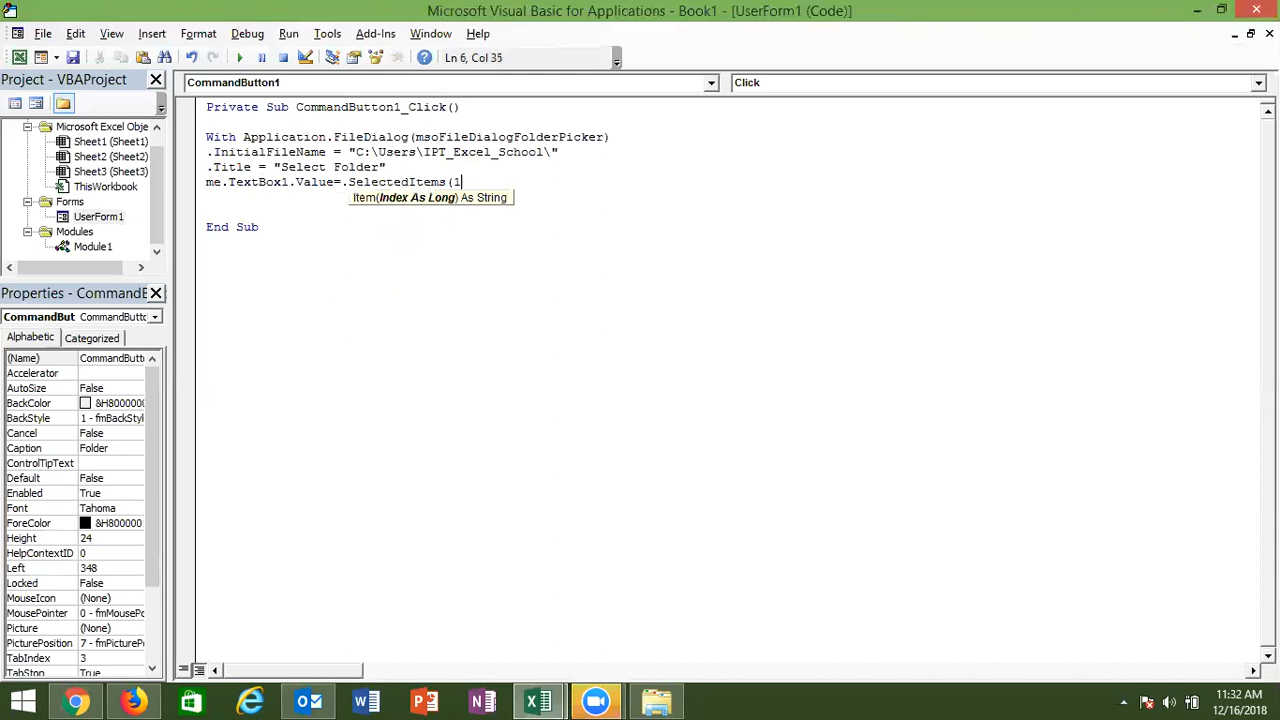 Microsoft Visual Basic for Applications - Book1 - [UserForm1 (Code)]
File Edit View Insert Format Debug Run Tools Add-Ins Window Help
Ln 6, Col 35
Project - VBAProject
CommandButton1
Click
Microsoft Excel Obje
Sheet1 (Sheet1)
Sheet2 (Sheet2)
Sheet3 (Sheet3)
ThisWorkbook
Forms
UserForm1
Modules
Module1
Private Sub CommandButton1_Click()
With Application.FileDialog(msoFileDialogFolderPicker)
.InitialFileName = "C:\Users\IPT_Excel_School\"
.Title = "Select Folder"
me.TextBox1.Value=.SelectedItems(1
Item(Index As Long) As String
End Sub
Properties - CommandB
CommandBut CommandButto
Alphabetic Categorized
(Name) CommandButt
Accelerator
AutoSize False
BackColor &H8000000
BackStyle 1 - fmBackStyl
Cancel False
Caption Folder
ControlTipText
Default False
Enabled True
Font Tahoma
ForeColor &H800000
Height 24
HelpContextID 0
Left 348
Locked False
MouseIcon (None)
MousePointer 0 - fmMousePo
Picture (None)
PicturePosition 7 - fmPicturePo
TabIndex 3
TabStop True
11:32 AM
12/16/2018